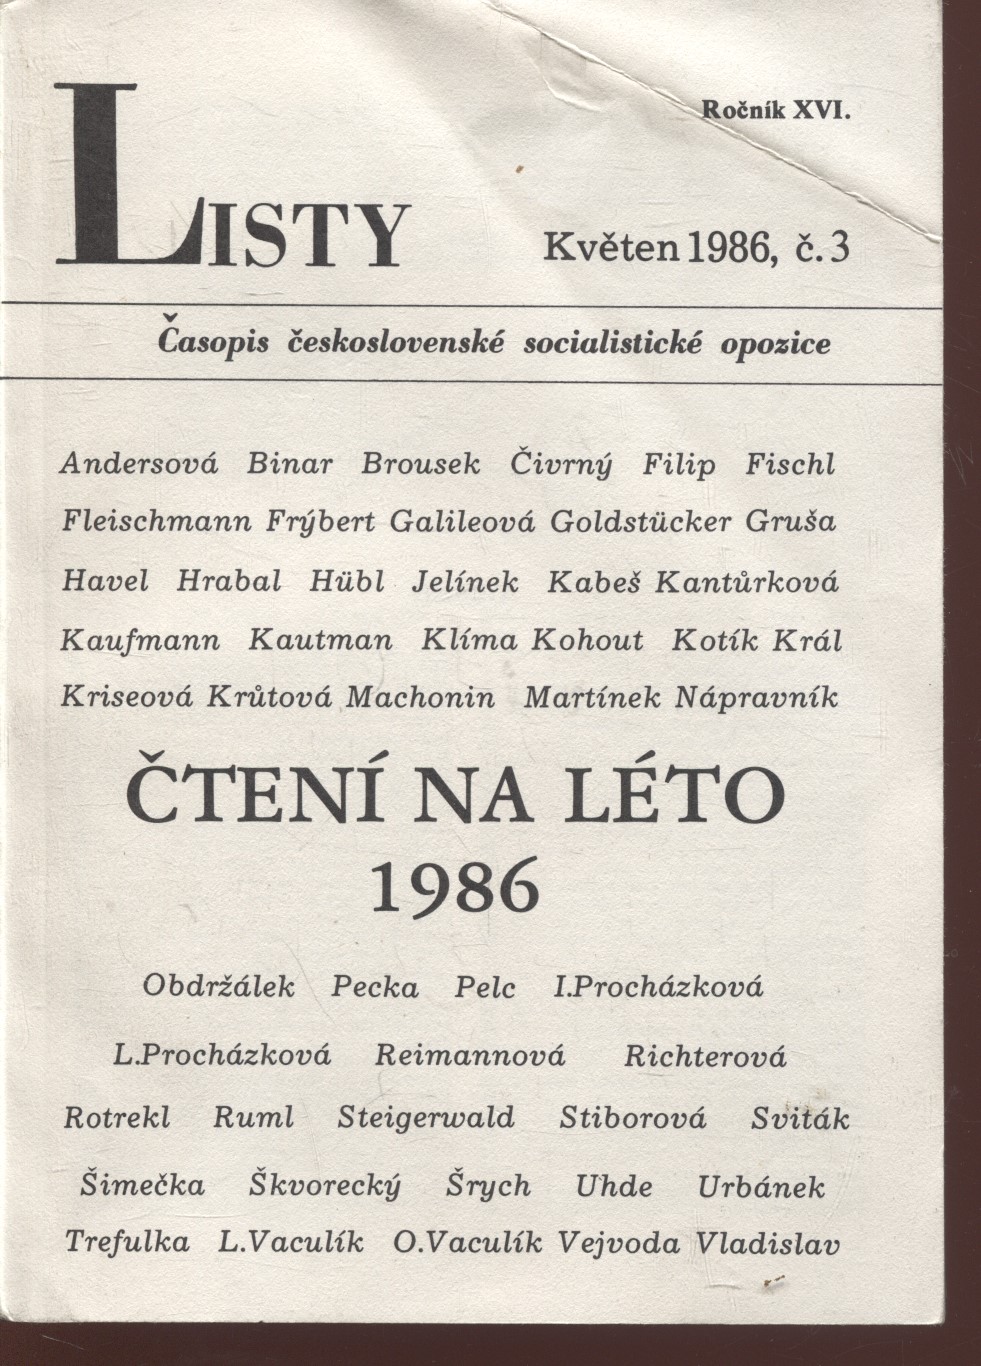 Ročník XVI.
LISTY
Květen 1986, č.3
Časopis československé socialistické opozice
Andersová Binar Brousek Čivrný Filip Fischl
Fleischmann Frýbert Galileová Goldstücker Gruša
Havel Hrabal Hübl Jelínek Kabeš Kantůrková
Kaufmann Kautman Klíma Kohout Kotík Král
Kriseová Krůtová Machonin Martínek Nápravník
ČTENÍ NA LÉTO
1986
Obdržálek Pecka Pelc I.Procházková
L.Procházková Reimannová Richterová
Rotrekl Ruml Steigerwald Stiborová Sviták
Šimečka Škvorecký Šrych Uhde Urbánek
Trefulka L.Vaculík O.Vaculík Vejvoda Vladislav